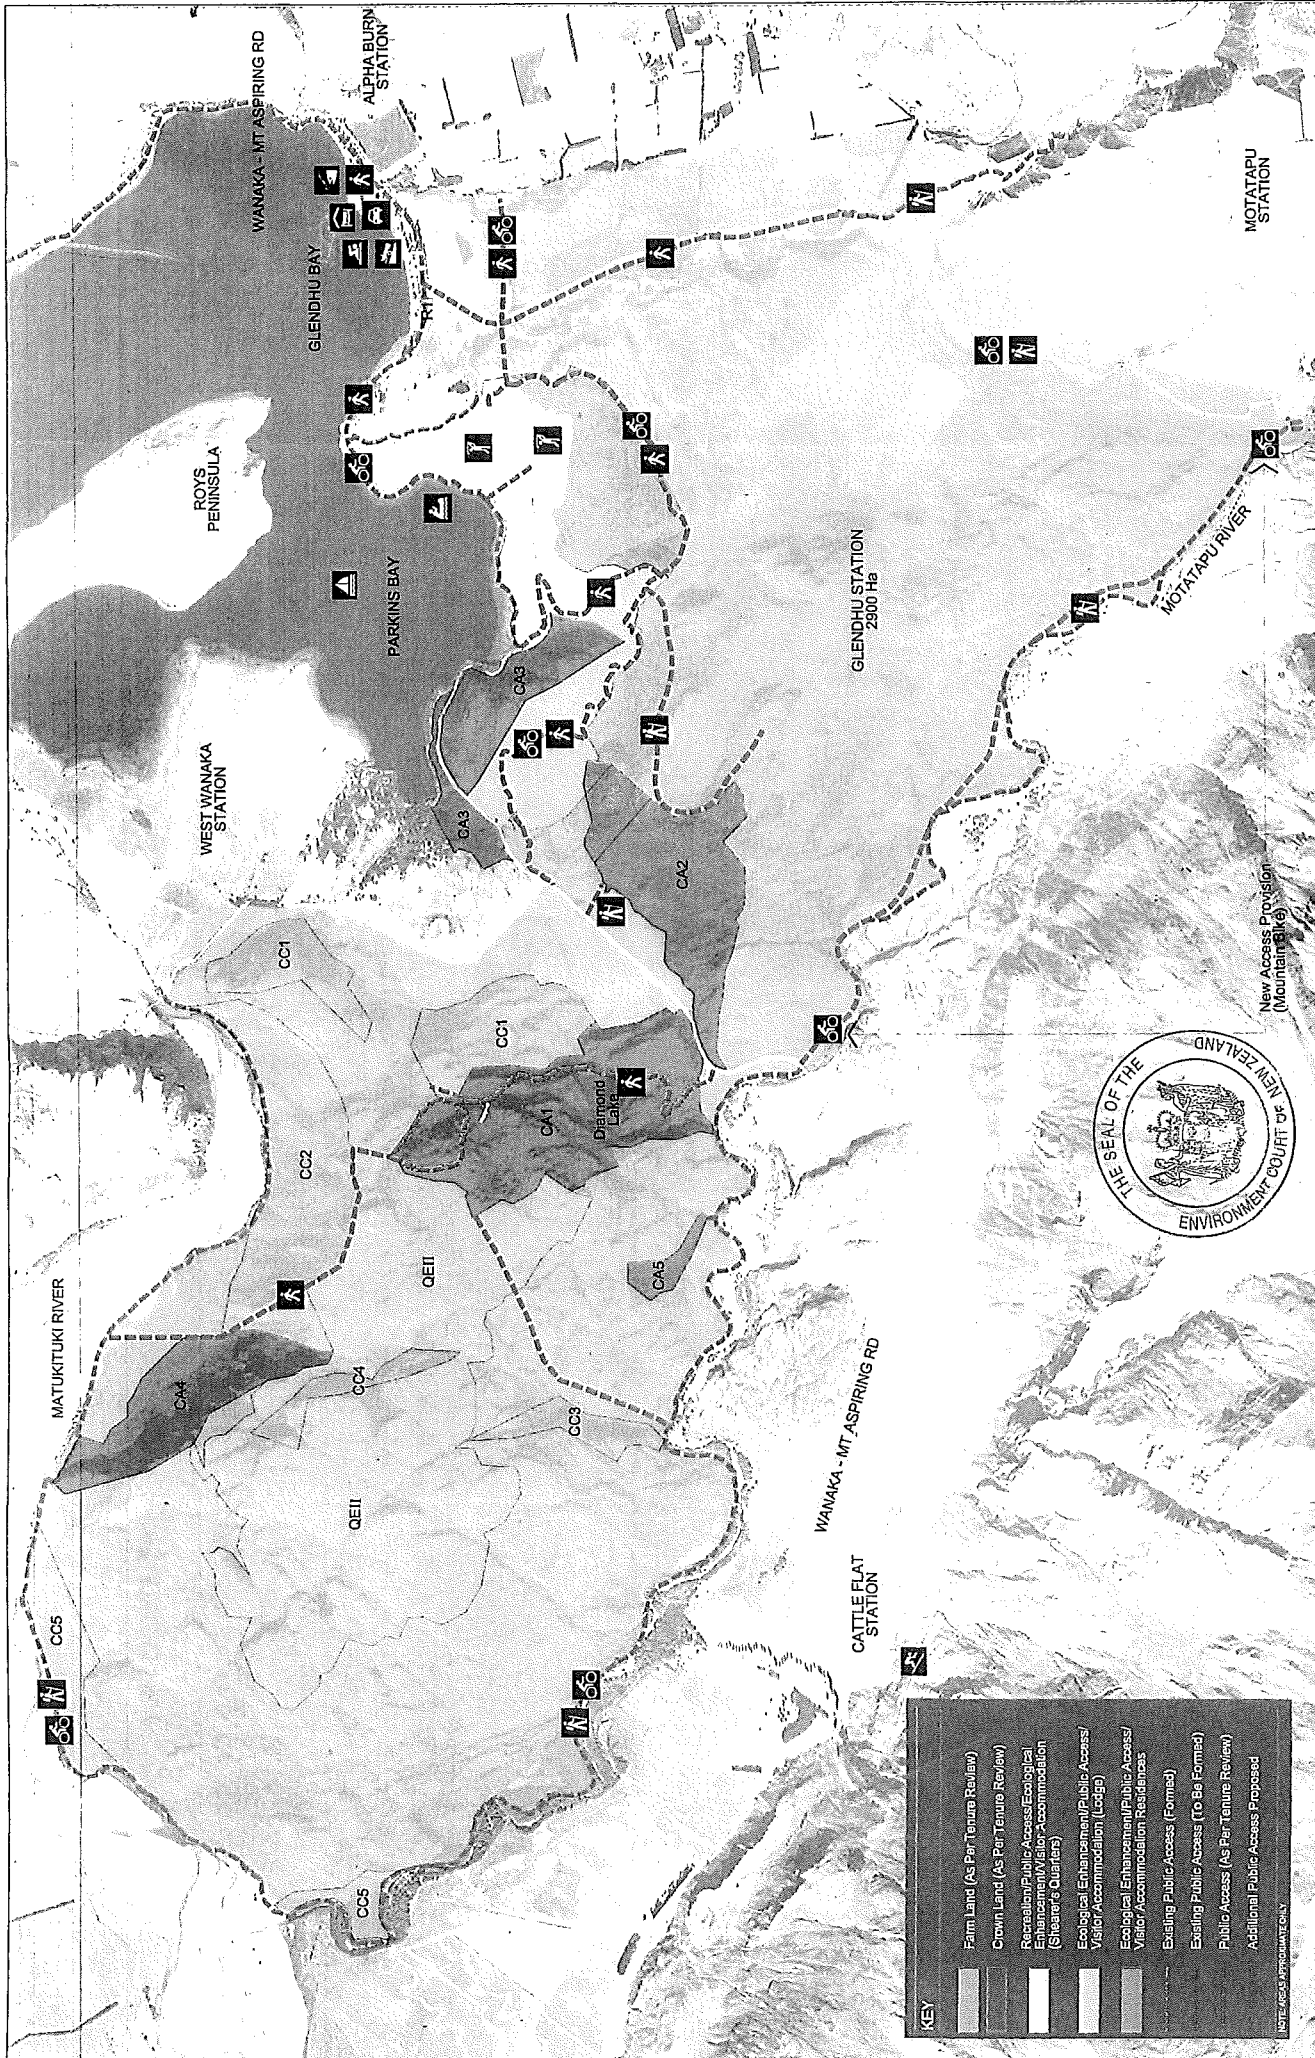 WANAKA - MT ASPIRING RD
ALPHA BURN
STATION
GLENDHU BAY
R11
ROYS
PENINSULA
PARKINS BAY
WEST WANAKA
STATION
MATUKITUKI RIVER
MOTATAPU
STATION
GLENDHU STATION
2900 Ha
MOTATAPU RIVER
CA3
CA3
CA2
CC1
CC1
CC2
CA1
Diamond
Lake
QEII
CA5
CA4
CC4
CC3
QEII
CC5
CC5
New Access Provision
(Mountain Bike)
WANAKA - MT ASPIRING RD
CATTLE FLAT
STATION
THE SEAL OF THE
ENVIRONMENT COURT OF NEW ZEALAND
KEY
Farm Land (As Per Tenure Review)
Crown Land (As Per Tenure Review)
Recreation/Public Access/Ecological
Enhancement/Visitor Accommodation
(Shearer's Quarters)
Ecological Enhancement/Public Access/
Visitor Accommodation (Lodge)
Ecological Enhancement/Public Access/
Visitor Accommodation Residences
Existing Public Access (Formed)
Existing Public Access (To Be Formed)
Public Access (As Per Tenure Review)
Additional Public Access Proposed
NOTE: AREAS APPROXIMATE ONLY